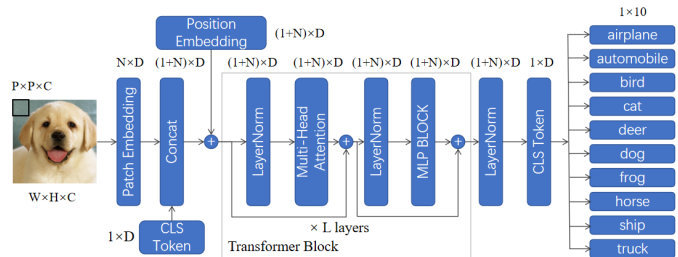 1×10
Position
Embedding
(1+N)×D
N×D
(1+N)×D
(1+N)×D
(1+N)×D
(1+N)×D
(1+N)×D
(1+N)×D
1×D
P×P×C
W×H×C
Patch Embedding
Concat
CLS
Token
1×D
+
LayerNorm
Multi-Head
Attention
+
LayerNorm
MLP BLOCK
+
× L layers
Transformer Block
LayerNorm
CLS Token
airplane
automobile
bird
cat
deer
dog
frog
horse
ship
truck